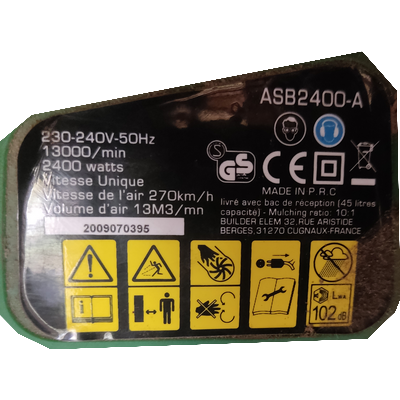 ASB2400-A
230-240V-50Hz
13000/min
2400 watts
Vitesse Unique
Vitesse de l'air 270km/h
Volume d'air 13M3/mn
2009070395
S
GS
CE
MADE IN P.R.C
livré avec bac de réception (45 litres
capacité) - Mulching ratio: 10:1
BUILDER ELEM 32,RUE ARISTIDE
BERGES,31270 CUGNAUX-FRANCE
LWA
102 dB